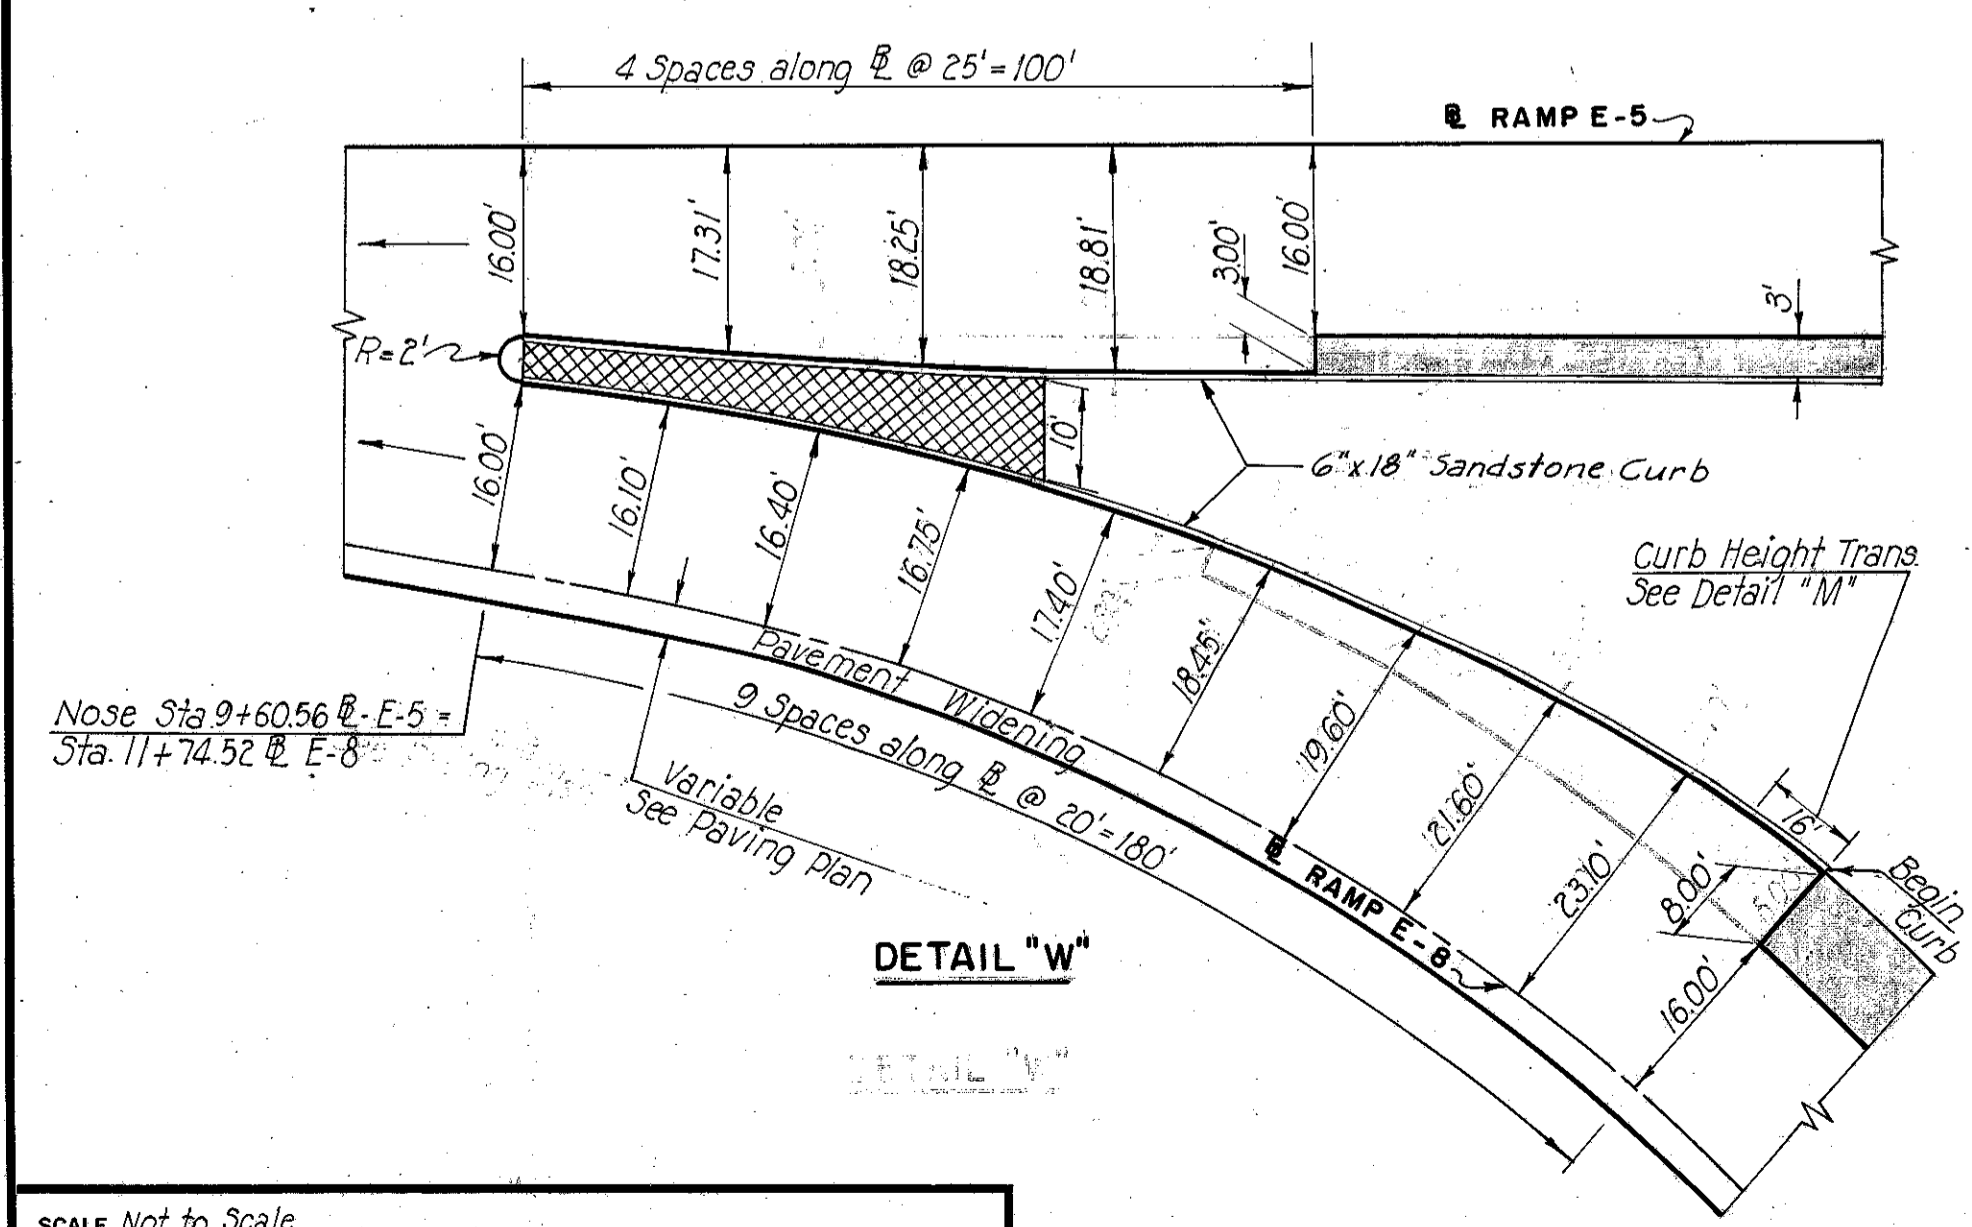 4 Spaces along ℄ @ 25'=100'
℄ RAMP E-5
16.00'
17.31'
18.25'
18.81'
3.00'
16.00'
3'
R=2'
10'
6"x18" Sandstone Curb
16.00'
16.10'
16.40'
16.75'
17.40'
18.45'
19.60'
21.60'
23.10'
Curb Height Trans.
See Detail "M"
16'
8.00'
16.00'
Begin
Curb
Pavement Widening
Nose Sta. 9+60.56 ℄-E-5 =
Sta. 11+74.52 ℄ E-8
9 Spaces along ℄ @ 20'=180'
Variable
See Paving Plan
℄ RAMP E-8
DETAIL "W"
DETAIL "W"
SCALE Not to Scale